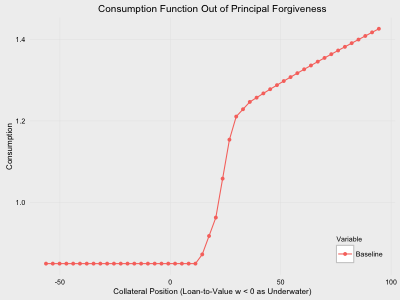 Consumption Function Out of Principal Forgiveness
1.4
1.2
1.0
Consumption
Variable
Baseline
-50
0
50
100
Collateral Position (Loan-to-Value w < 0 as Underwater)